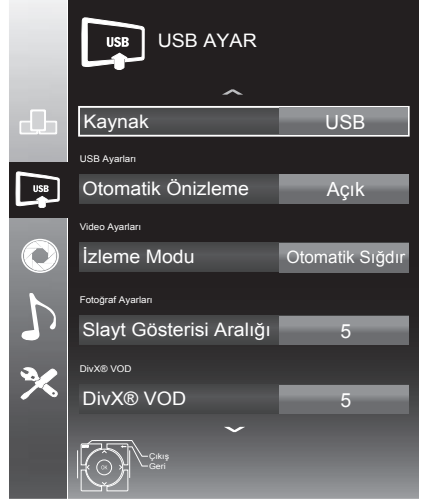 USB
USB AYAR
Kaynak USB
USB Ayarları
USB
Otomatik Önizleme Açık
Video Ayarları
İzleme Modu Otomatik Sığdır
Fotoğraf Ayarları
Slayt Gösterisi Aralığı 5
DivX® VOD
DivX® VOD 5
Çıkış
OK
Geri